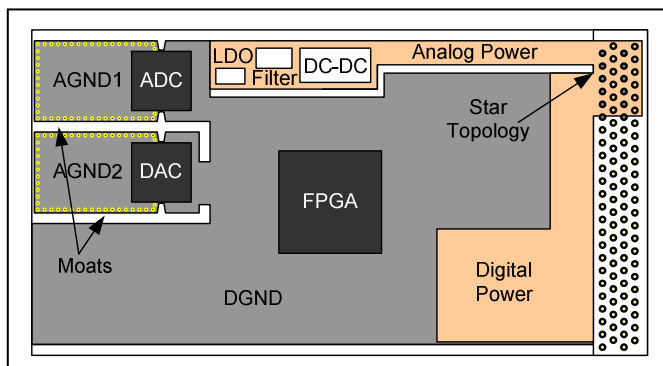 AGND1
ADC
LDO
Filter
DC-DC
Analog Power
Star
Topology
AGND2
DAC
FPGA
Moats
DGND
Digital
Power